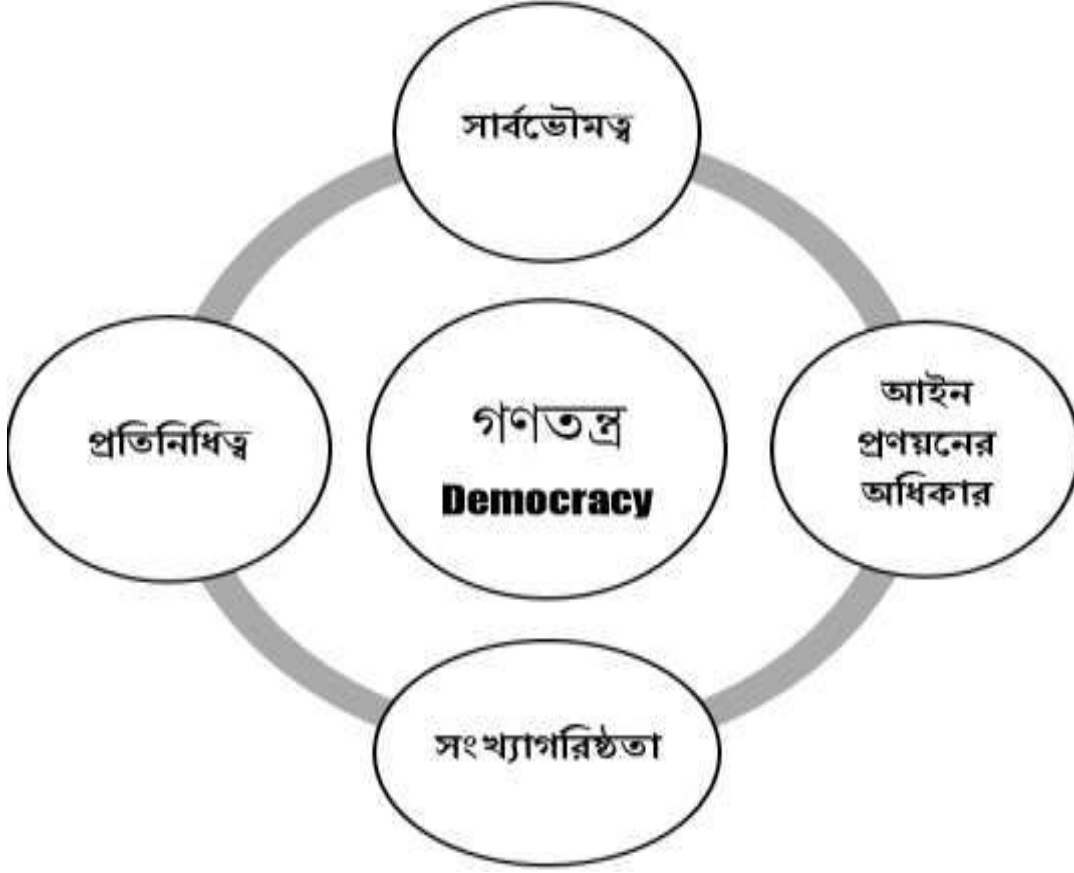 সার্বভৌমত্ব
প্রতিনিধিত্ব
গণতন্ত্র
Democracy
আইন
প্রণয়নের
অধিকার
সংখ্যাগরিষ্ঠতা